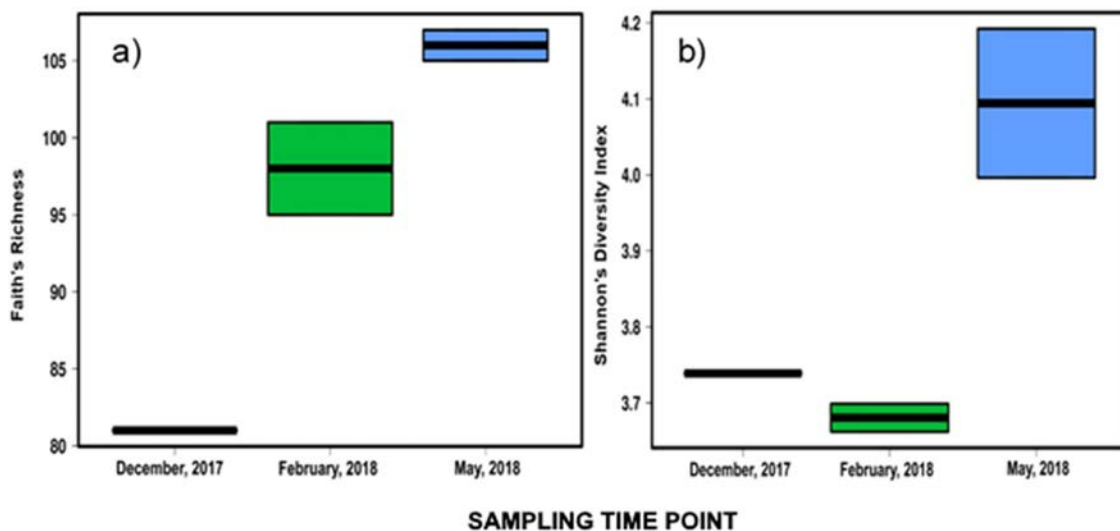 a)
Faith's Richness
105
100
95
90
85
80
December, 2017 February, 2018 May, 2018
b)
Shannon's Diversity Index
4.2
4.1
4.0
3.9
3.8
3.7
December, 2017 February, 2018 May, 2018
SAMPLING TIME POINT